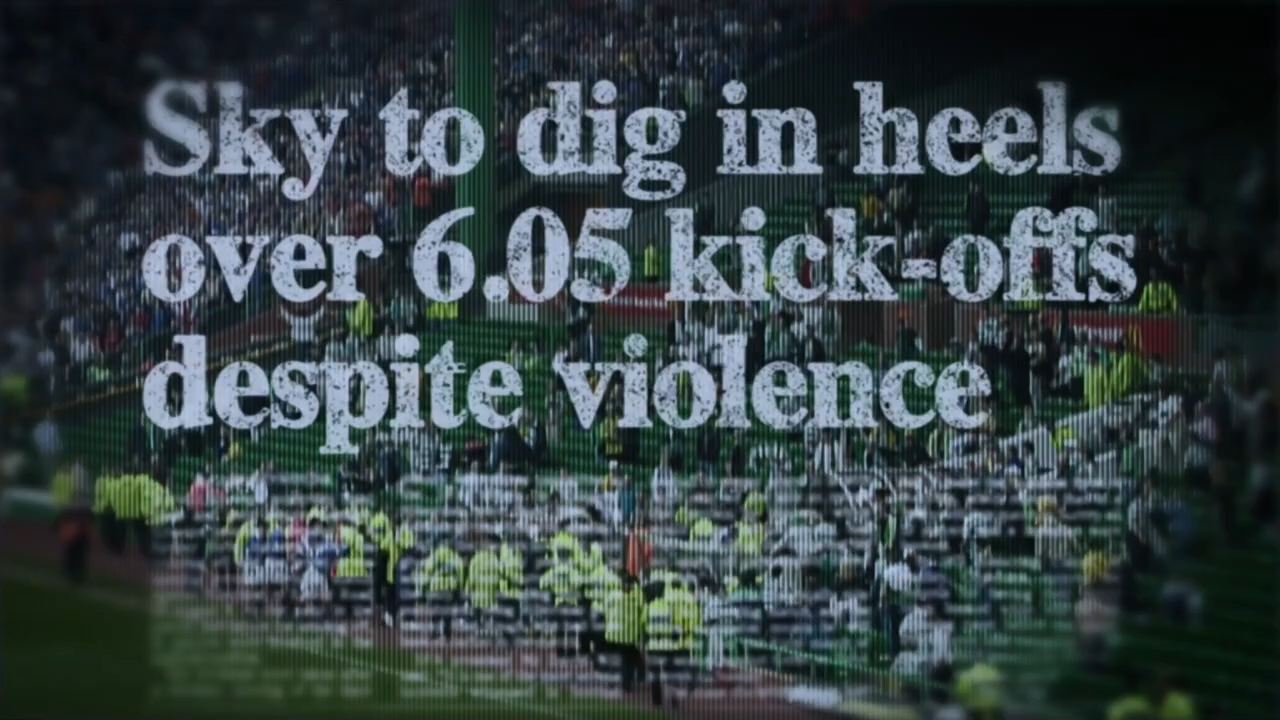 Sky to dig in heels
over 6.05 kick-offs
despite violence